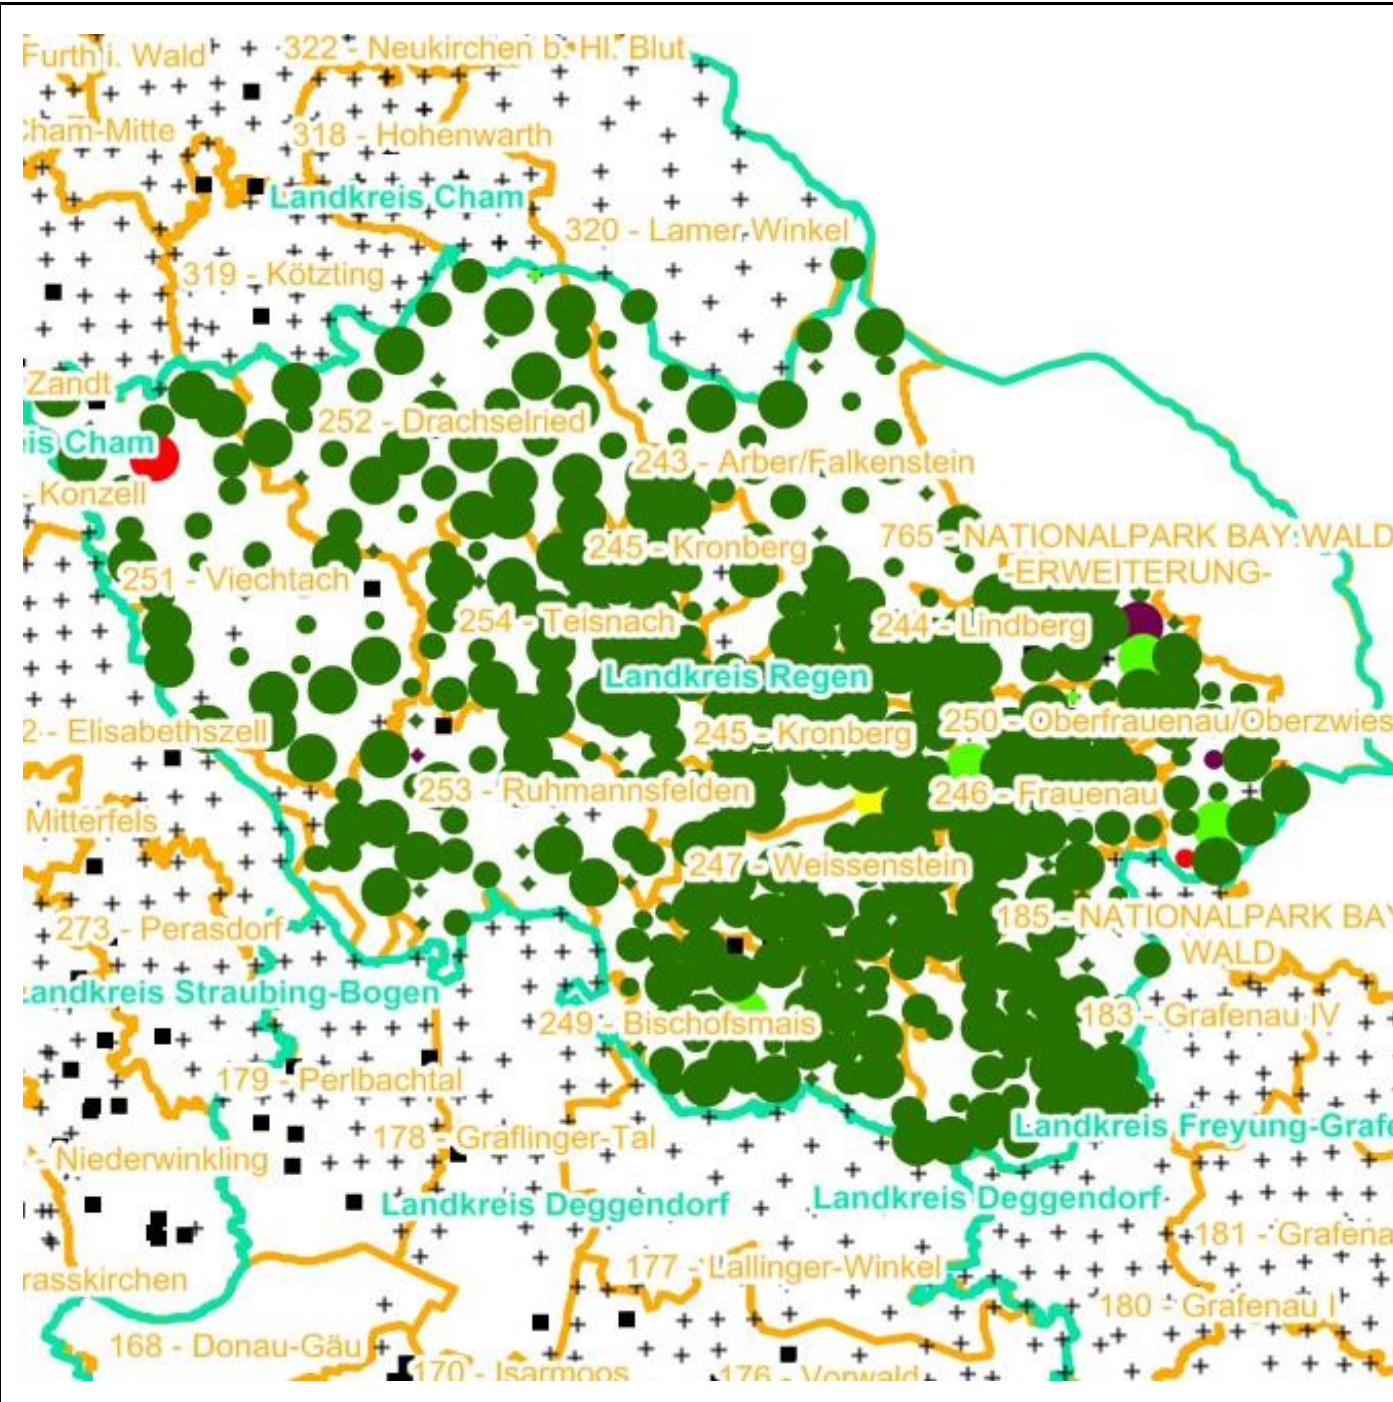 Furth i. Wald
322 - Neukirchen b. Hl. Blut
Cham-Mitte
318 - Hohenwarth
Landkreis Cham
320 - Lamer Winkel
319 - Kötzting
Zandt
252 - Drachselried
eis Cham
243 - Arber/Falkenstein
- Konzell
765 - NATIONALPARK BAY.WALD
-ERWEITERUNG-
245 - Kronberg
251 - Viechtach
254 - Teisnach
244 - Lindberg
Landkreis Regen
2 - Elisabethszell
245 - Kronberg
250 - Oberfrauenau/Oberzwies
253 - Ruhmannsfelden
246 - Frauenau
Mitterfels
247 - Weissenstein
273 - Perasdorf
185 - NATIONALPARK BAY
WALD
Landkreis Straubing-Bogen
249 - Bischofsmais
183 - Grafenau IV
179 - Perlbachtal
178 - Graflinger-Tal
Landkreis Freyung-Grafe
- Niederwinkling
Landkreis Deggendorf
Landkreis Deggendorf
181 - Grafena
177 - Lallinger-Winkel
rasskirchen
180 - Grafenau I
168 - Donau-Gäu
170 - Isarmoos
176 - Vorwald